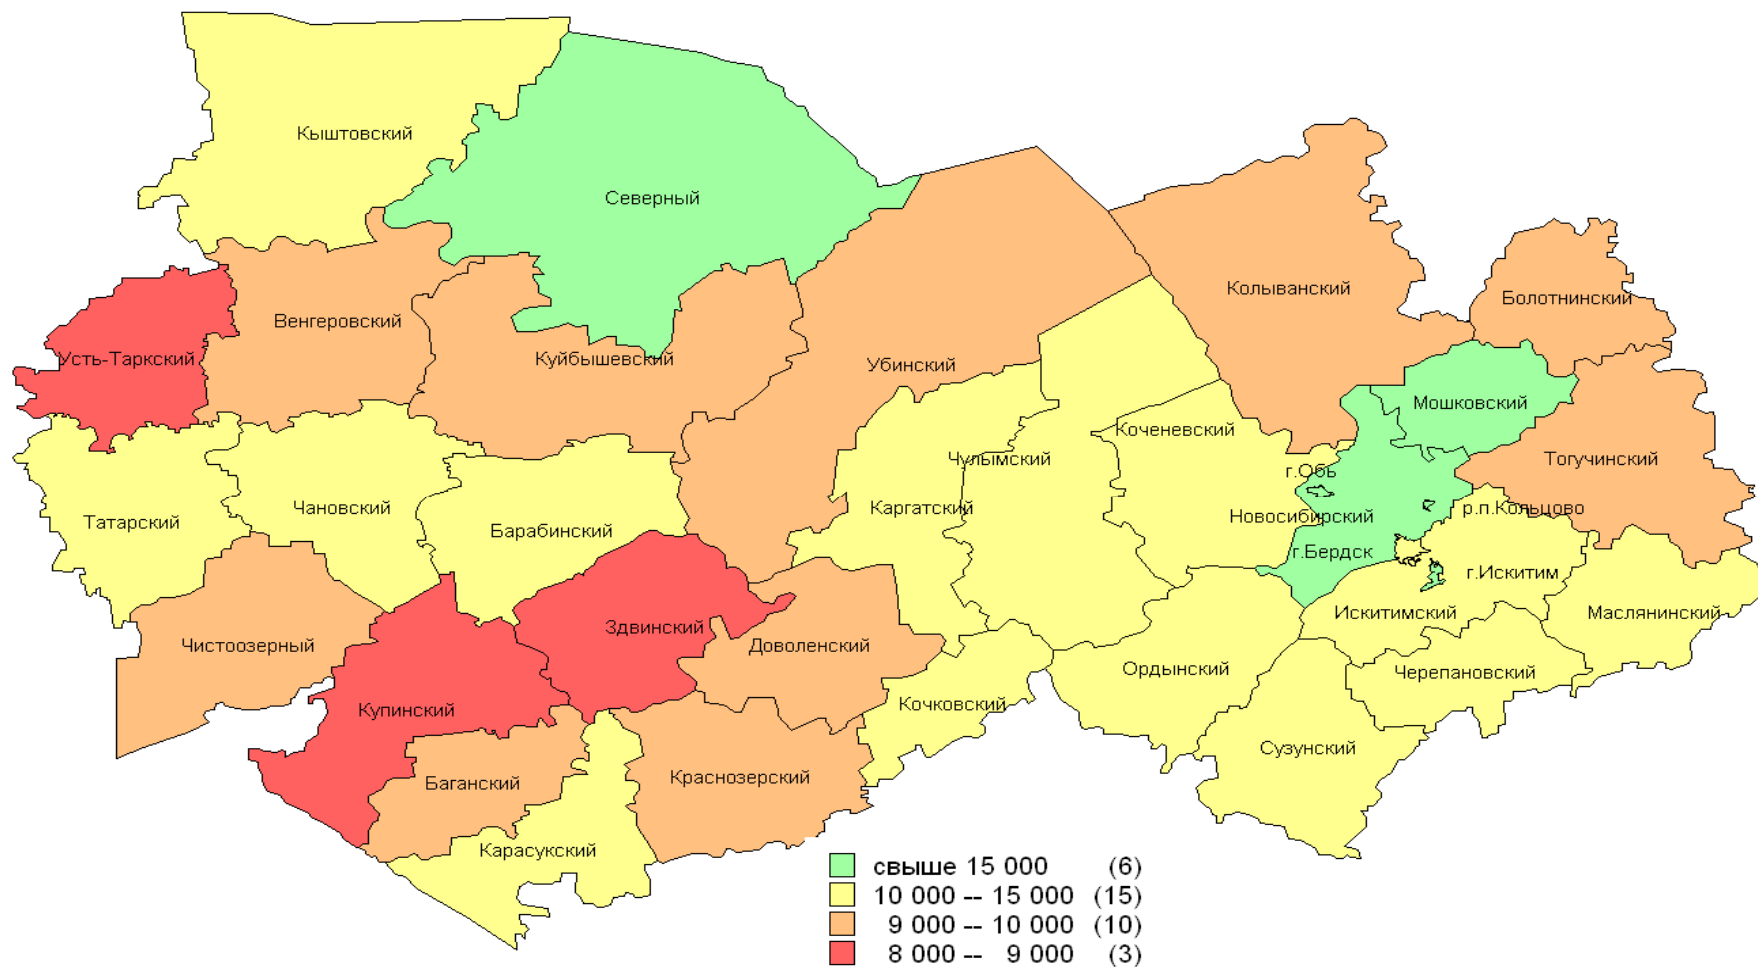 Кыштовский
Северный
Колыванский
Болотнинский
Венгеровский
Усть-Таркский
Куйбышевский
Убинский
Мошковский
Коченевский
Чулымский
Тогучинский
г.Обь
Татарский
Чановский
Барабинский
Каргатский
Новосибирский
р.п.Кольцово
г.Бердск
г.Искитим
Чистоозерный
Здвинский
Доволенский
Искитимский
Маслянинский
Ордынский
Черепановский
Купинский
Кочковский
Сузунский
Баганский
Краснозерский
Карасукский
свыше 15 000 (6)
10 000 -- 15 000 (15)
9 000 -- 10 000 (10)
8 000 -- 9 000 (3)